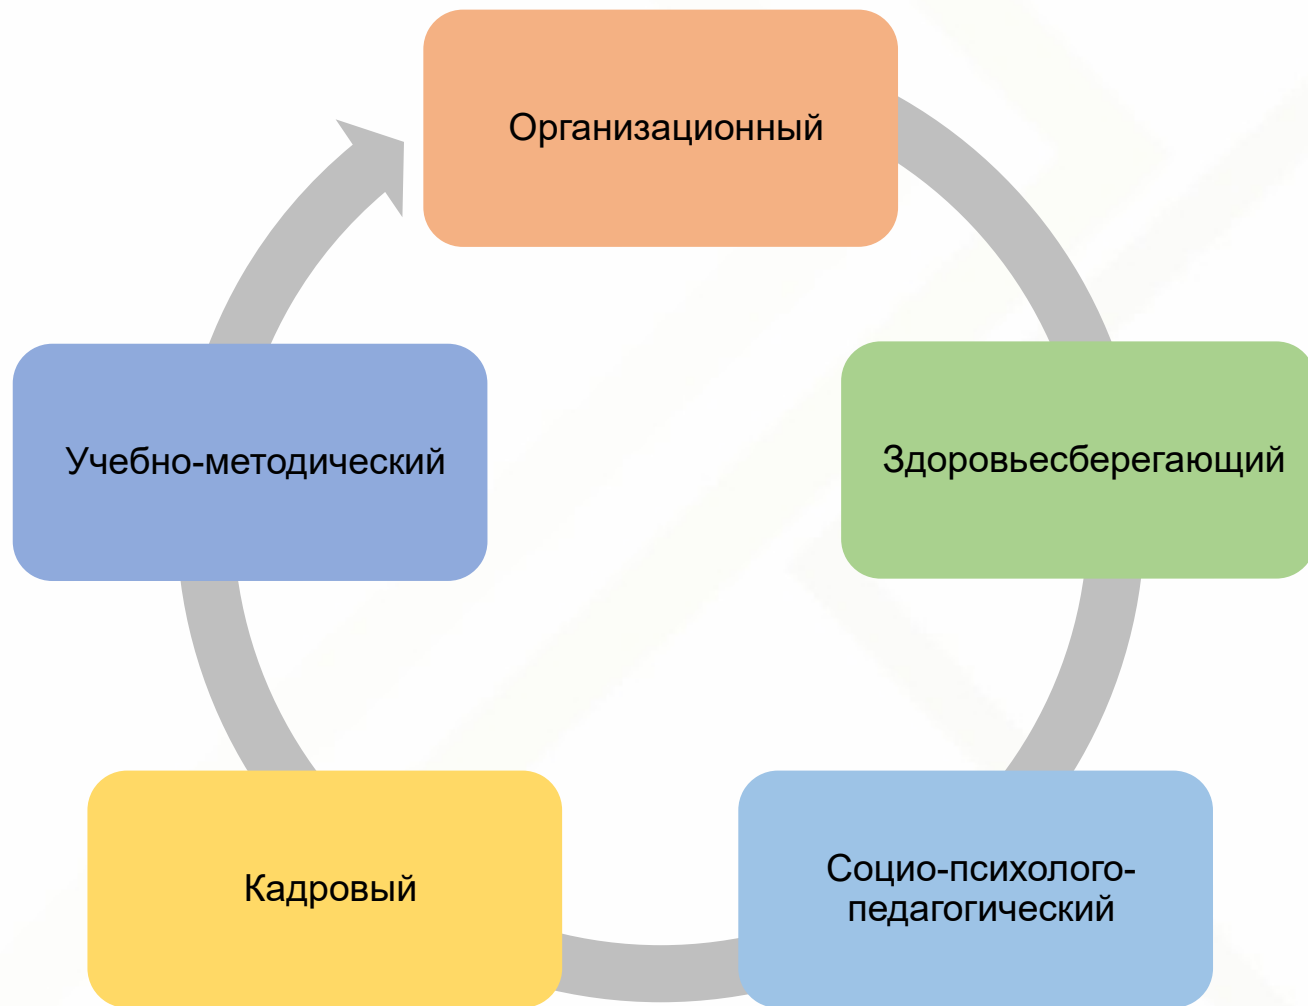 Организационный
Здоровьесберегающий
Социо-психолого-
педагогический
Кадровый
Учебно-методический